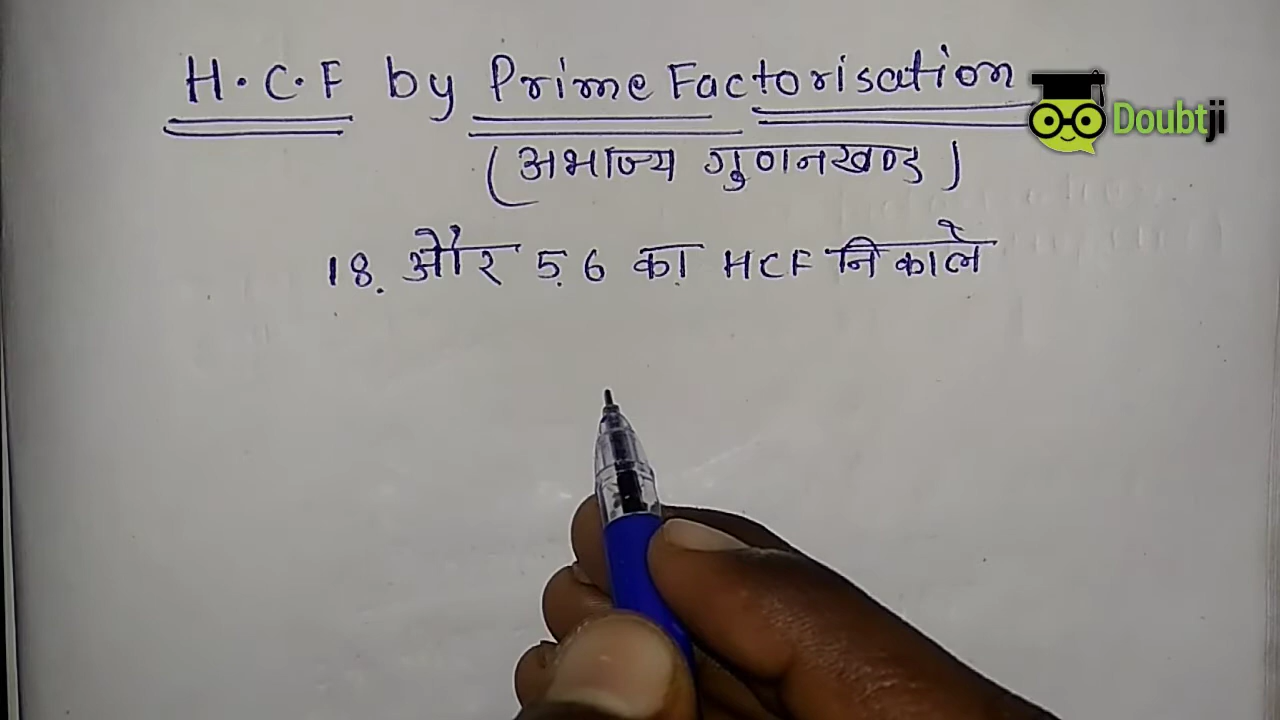 H.C.F by Prime Factorisation
Doubtji
(अभाज्य गुणनखण्ड)
18. और 56 का HCF निकाले